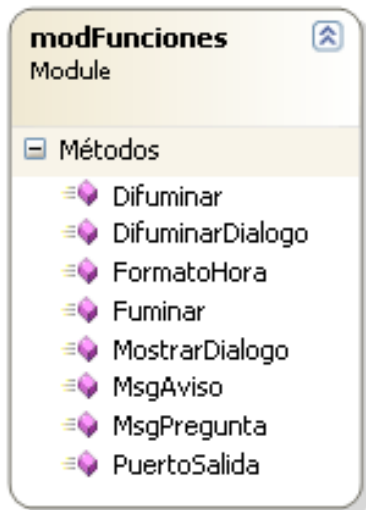 modFunciones
Module
Métodos
Difuminar
DifuminarDialogo
FormatoHora
Fuminar
MostrarDialogo
MsgAviso
MsgPregunta
PuertoSalida